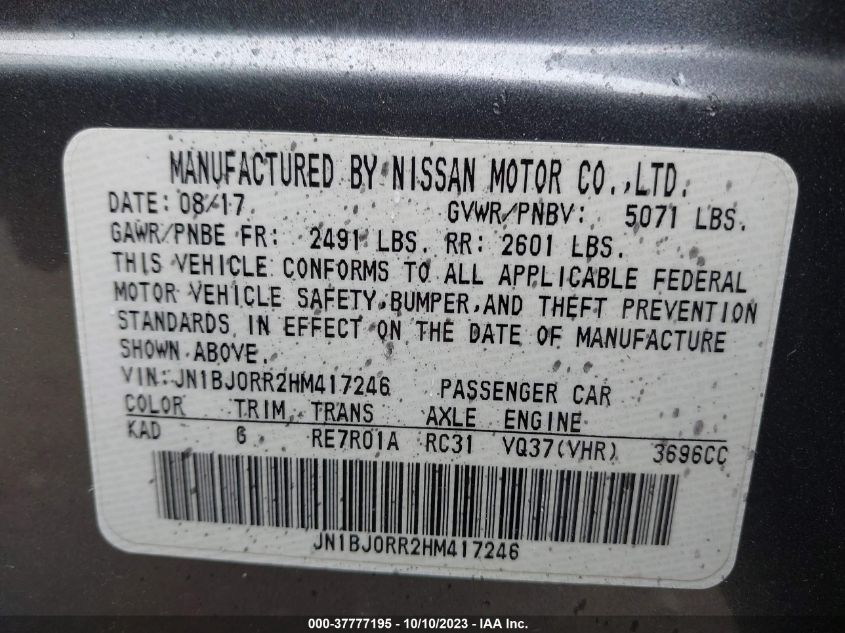 MANUFACTURED BY NISSAN MOTOR CO.,LTD.
DATE: 08/17 GVWR/PNBV: 5071 LBS.
GAWR/PNBE FR: 2491 LBS. RR: 2601 LBS.
THIS VEHICLE CONFORMS TO ALL APPLICABLE FEDERAL
MOTOR VEHICLE SAFETY,BUMPER,AND THEFT PREVENTION
STANDARDS IN EFFECT ON THE DATE OF MANUFACTURE
SHOWN ABOVE.
VIN:JN1BJ0RR2HM417246 PASSENGER CAR
COLOR TRIM TRANS AXLE ENGINE
KAD G RE7R01A RC31 VQ37(VHR) 3696CC
JN1BJ0RR2HM417246
000-37777195 - 10/10/2023 - IAA Inc.